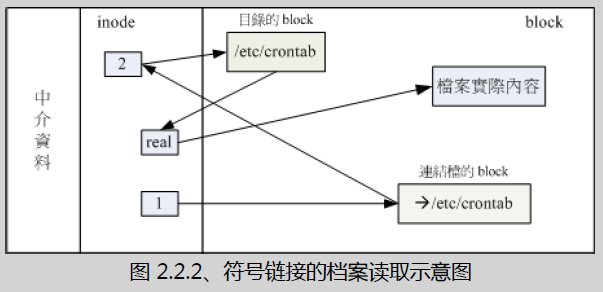 inode
目錄的 block
block
2
/etc/crontab
檔案實際內容
中介資料
real
連結檔的 block
1
→/etc/crontab
图 2.2.2、符号链接的档案读取示意图